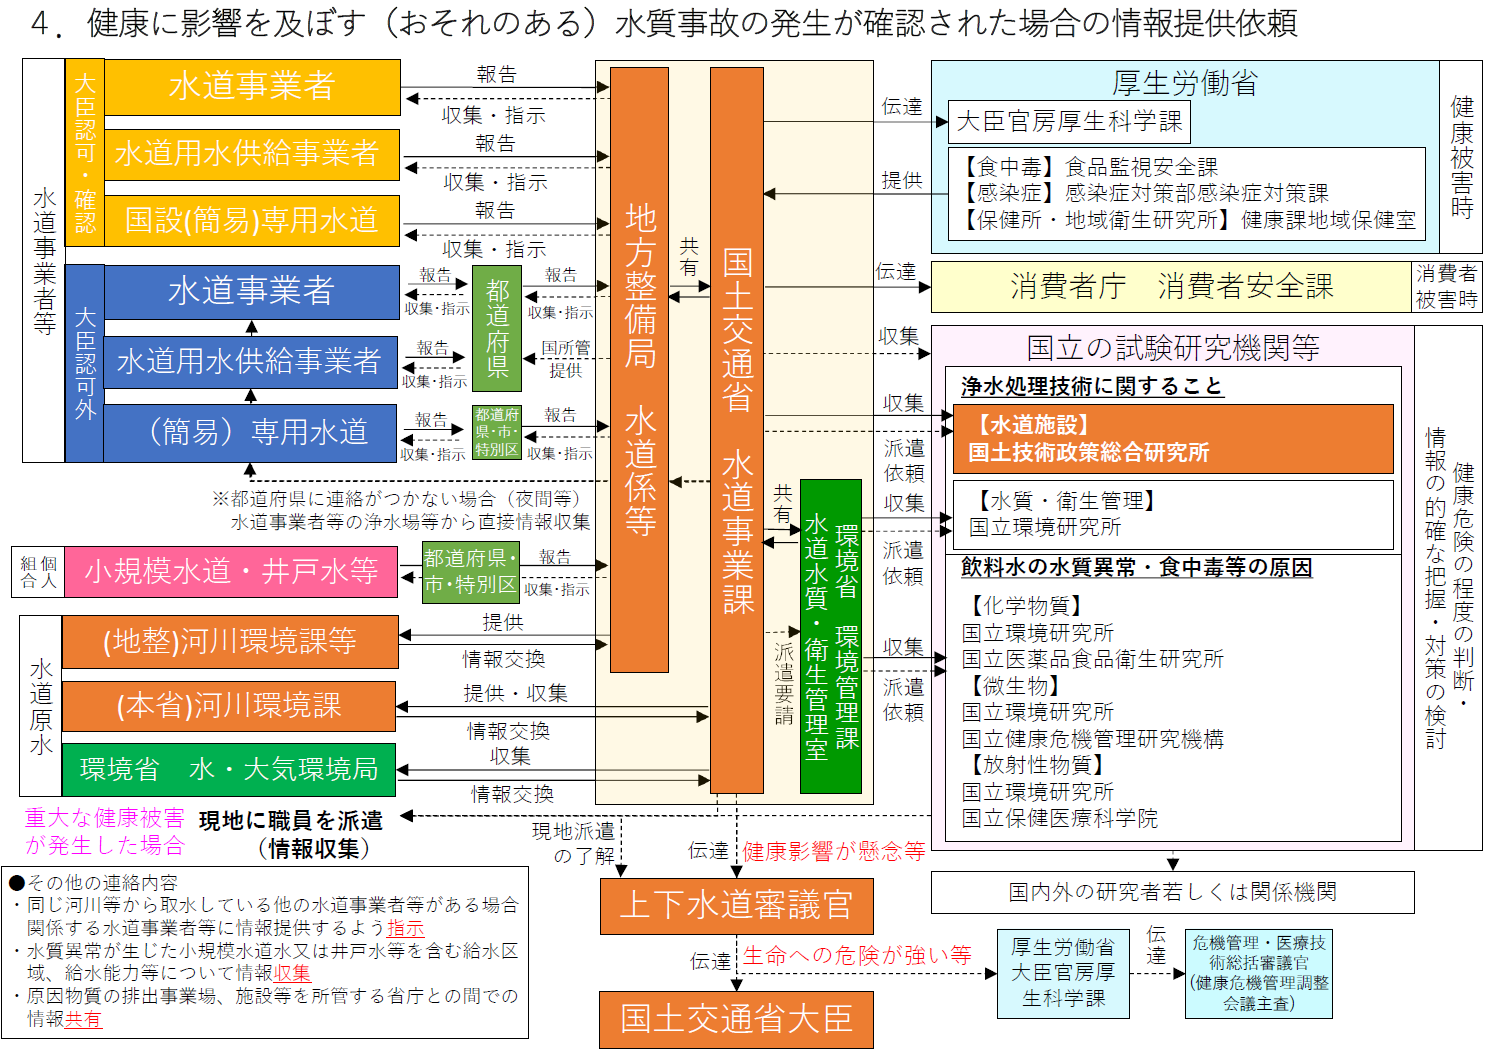 ４．健康に影響を及ぼす（おそれのある）水質事故の発生が確認された場合の情報提供依頼
水道事業者等
大臣認可・確認
水道事業者
報告
収集・指示
水道用水供給事業者
報告
収集・指示
国設(簡易)専用水道
報告
収集・指示
大臣認可外
水道事業者
報告
収集・指示
都道府県
報告
収集・指示
水道用水供給事業者
報告
収集・指示
国所管
提供
（簡易）専用水道
報告
収集・指示
都道府
県・市・
特別区
報告
収集・指示
※都道府県に連絡がつかない場合（夜間等）
水道事業者等の浄水場等から直接情報収集
個人
組合
小規模水道・井戸水等
都道府県・
市・特別区
報告
収集・指示
水道原水
(地整)河川環境課等
提供
情報交換
(本省)河川環境課
提供・収集
情報交換
環境省　水・大気環境局
収集
情報交換
地方整備局　水道係等
共有
国土交通省　水道事業課
共有
派遣要請
環境省　環境管理課
水道水質・衛生管理室
伝達
提供
厚生労働省
大臣官房厚生科学課
【食中毒】食品監視安全課
【感染症】感染症対策部感染症対策課
【保健所・地域衛生研究所】健康課地域保健室
健康被害時
伝達
消費者庁　消費者安全課
消費者
被害時
収集
国立の試験研究機関等
浄水処理技術に関すること
収集
【水道施設】
国土技術政策総合研究所
派遣
依頼
収集
【水質・衛生管理】
国立環境研究所
派遣
依頼
飲料水の水質異常・食中毒等の原因
【化学物質】
国立環境研究所
国立医薬品食品衛生研究所
【微生物】
国立環境研究所
国立健康危機管理研究機構
【放射性物質】
国立環境研究所
国立保健医療科学院
収集
派遣
依頼
健康危険の程度の判断・
情報の的確な把握・対策の検討
国内外の研究者若しくは関係機関
重大な健康被害
が発生した場合
現地に職員を派遣
（情報収集）
現地派遣
の了解
伝達
健康影響が懸念等
上下水道審議官
伝達
生命への危険が強い等
国土交通省大臣
厚生労働省
大臣官房厚
生科学課
伝達
危機管理・医療技
術総括審議官
(健康危機管理調整
会議主査)
●その他の連絡内容
・同じ河川等から取水している他の水道事業者等がある場合
関係する水道事業者等に情報提供するよう指示
・水質異常が生じた小規模水道水又は井戸水等を含む給水区
域、給水能力等について情報収集
・原因物質の排出事業場、施設等を所管する省庁との間での
情報共有